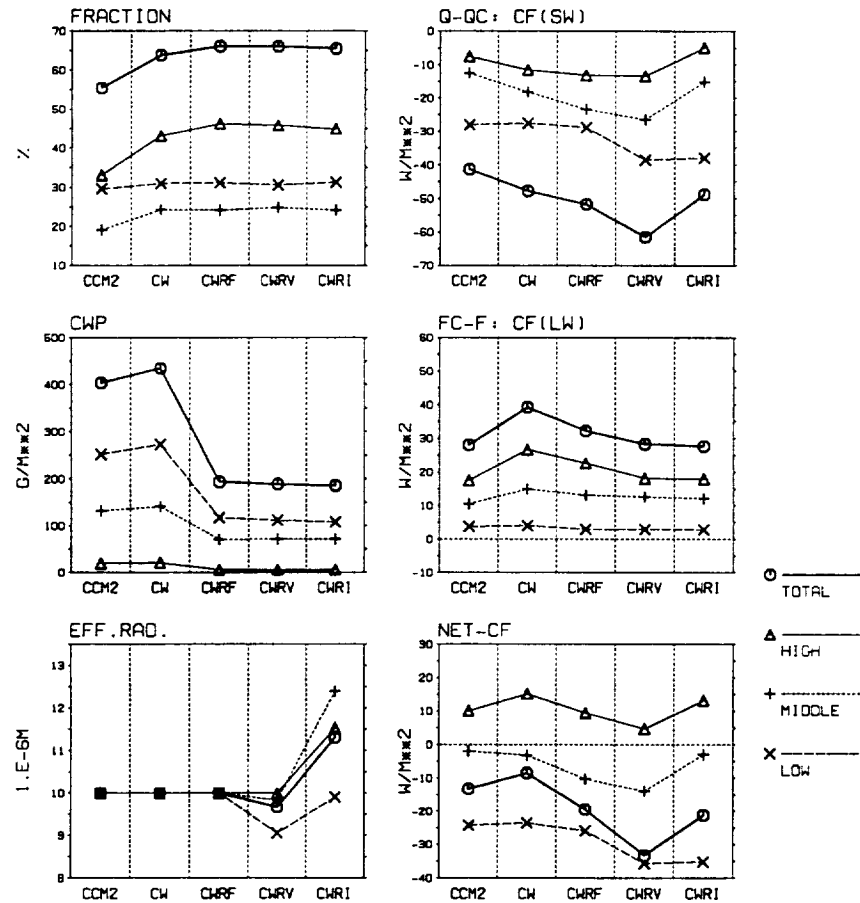 FRACTION
70
60
50
40
30
20
10
%
CCM2 CW CWRF CWRV CWRI
Q-QC: CF(SW)
0
-10
-20
-30
-40
-50
-60
-70
W/M**2
CCM2 CW CWRF CWRV CWRI
CWP
500
400
300
200
100
0
G/M**2
CCM2 CW CWRF CWRV CWRI
FC-F: CF(LW)
60
50
40
30
20
10
0
-10
W/M**2
CCM2 CW CWRF CWRV CWRI
EFF.RAD.
13
12
11
10
9
8
1.E-6M
CCM2 CW CWRF CWRV CWRI
NET-CF
30
20
10
0
-10
-20
-30
-40
W/M**2
CCM2 CW CWRF CWRV CWRI
TOTAL
HIGH
MIDDLE
LOW